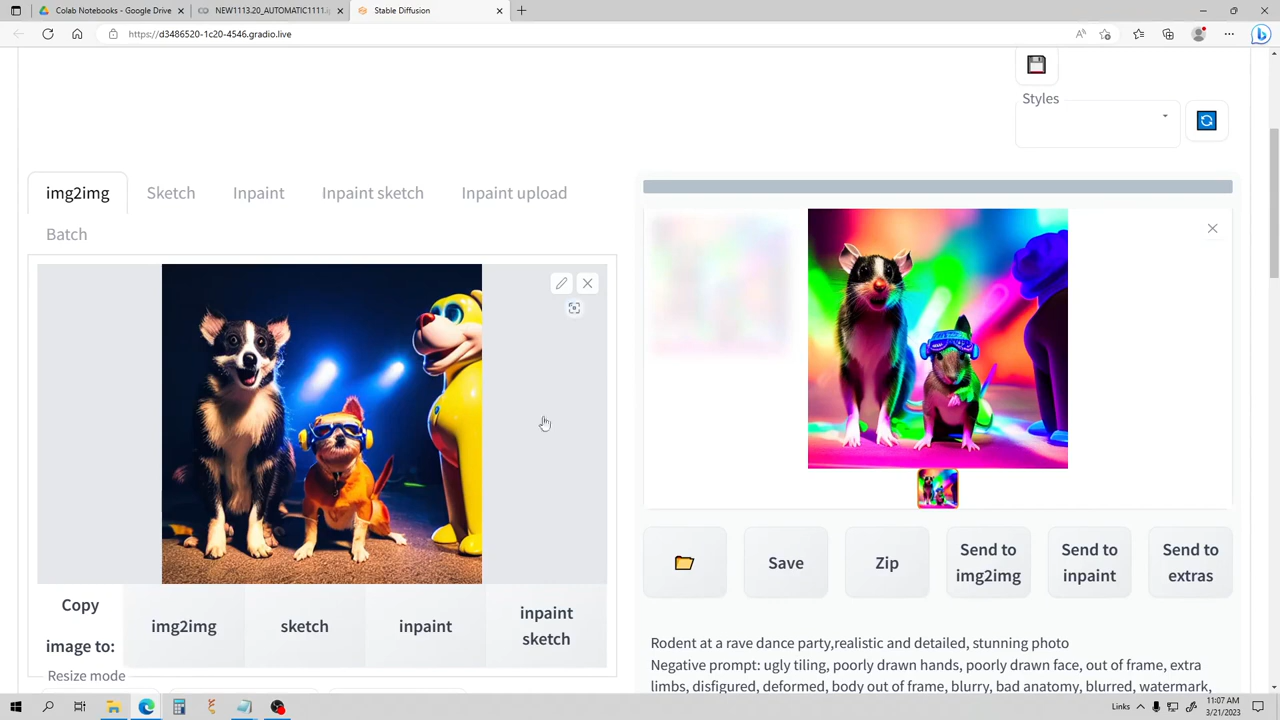 Colab Notebooks - Google Drive
NEW1113.20_AUTOMATIC1111.i
Stable Diffusion
https://d3486520-1c20-4546.gradio.live
Styles
img2img
Sketch
Inpaint
Inpaint sketch
Inpaint upload
Batch
Copy
image to:
img2img
sketch
inpaint
inpaint
sketch
Resize mode
Save
Zip
Send to
img2img
Send to
inpaint
Send to
extras
Rodent at a rave dance party,realistic and detailed, stunning photo
Negative prompt: ugly tiling, poorly drawn hands, poorly drawn face, out of frame, extra
limbs, disfigured, deformed, body out of frame, blurry, bad anatomy, blurred, watermark,
Links
11:07 AM
3/21/2023